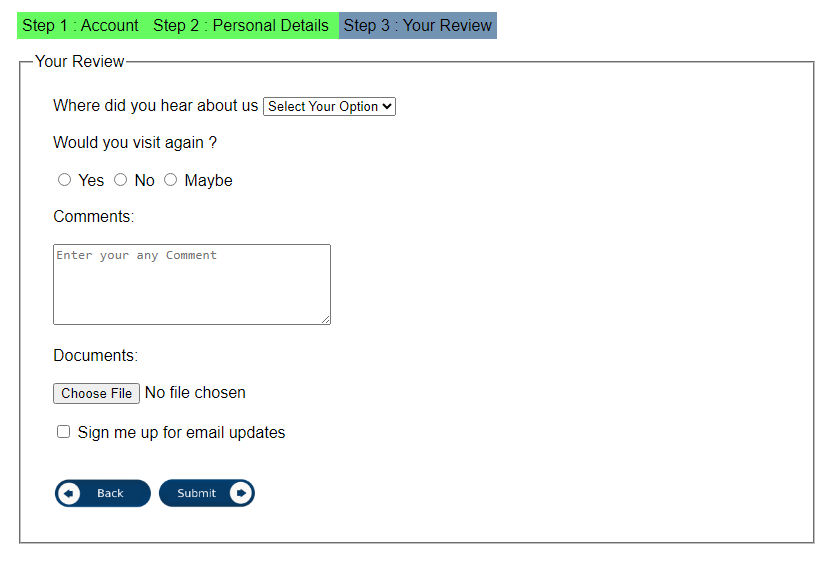 Step 1 : Account Step 2 : Personal Details Step 3 : Your Review
Your Review
Where did you hear about us Select Your Option
Would you visit again ?
Yes No Maybe
Comments:
Enter your any Comment
Documents:
Choose File No file chosen
Sign me up for email updates
Back Submit